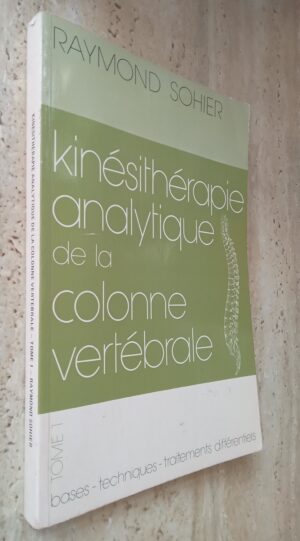 RAYMOND SOHIER
kinésithérapie
analytique
de la
colonne
vertébrale
TOME 1
bases-techniques-traitements différentiels
KINÉSITHÉRAPIE ANALYTIQUE DE LA COLONNE VERTÉBRALE - TOME 1 - RAYMOND SOHIER